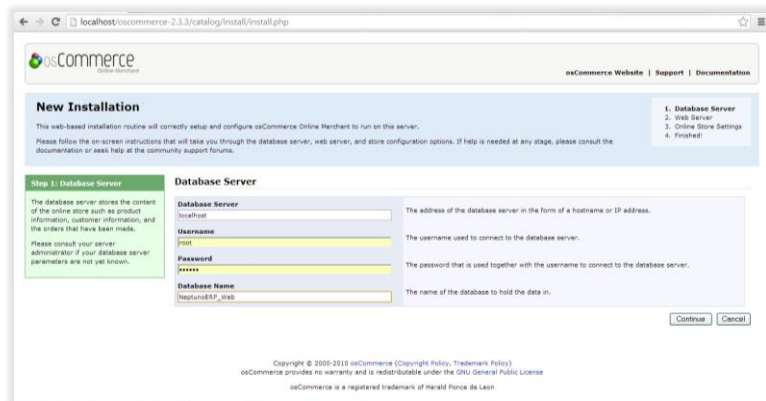 localhost/oscommerce-2.3.3/catalog/install/install.php
osCommerce
Online Merchant
osCommerce Website | Support | Documentation
New Installation
This web-based installation routine will correctly setup and configure osCommerce Online Merchant to run on this server.
Please follow the on-screen instructions that will take you through the database server, web server, and store configuration options. If help is needed at any stage, please consult the
documentation or seek help at the community support forums.
1. Database Server
2. Web Server
3. Online Store Settings
4. Finished!
Step 1: Database Server
The database server stores the content
of the online store such as product
information, customer information, and
the orders that have been made.
Please consult your server
administrator if your database server
parameters are not yet known.
Database Server
Database Server
localhost
The address of the database server in the form of a hostname or IP address.
Username
root
The username used to connect to the database server.
Password
••••••
The password that is used together with the username to connect to the database server.
Database Name
NeptunoERP_Web
The name of the database to hold the data in.
Continue
Cancel
Copyright © 2000-2010 osCommerce (Copyright Policy, Trademark Policy)
osCommerce provides no warranty and is redistributable under the GNU General Public License
osCommerce is a registered trademark of Harald Ponce de Leon